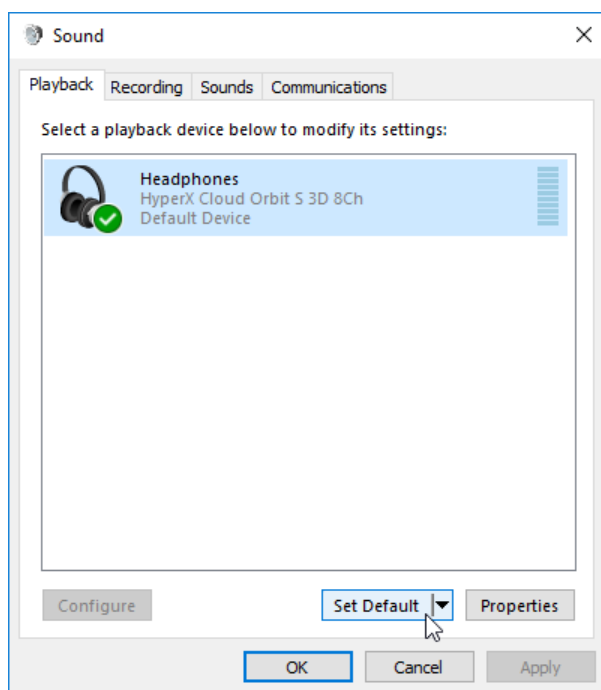 Sound
Playback Recording Sounds Communications
Select a playback device below to modify its settings:
Headphones
HyperX Cloud Orbit S 3D 8Ch
Default Device
Configure Set Default Properties
OK Cancel Apply